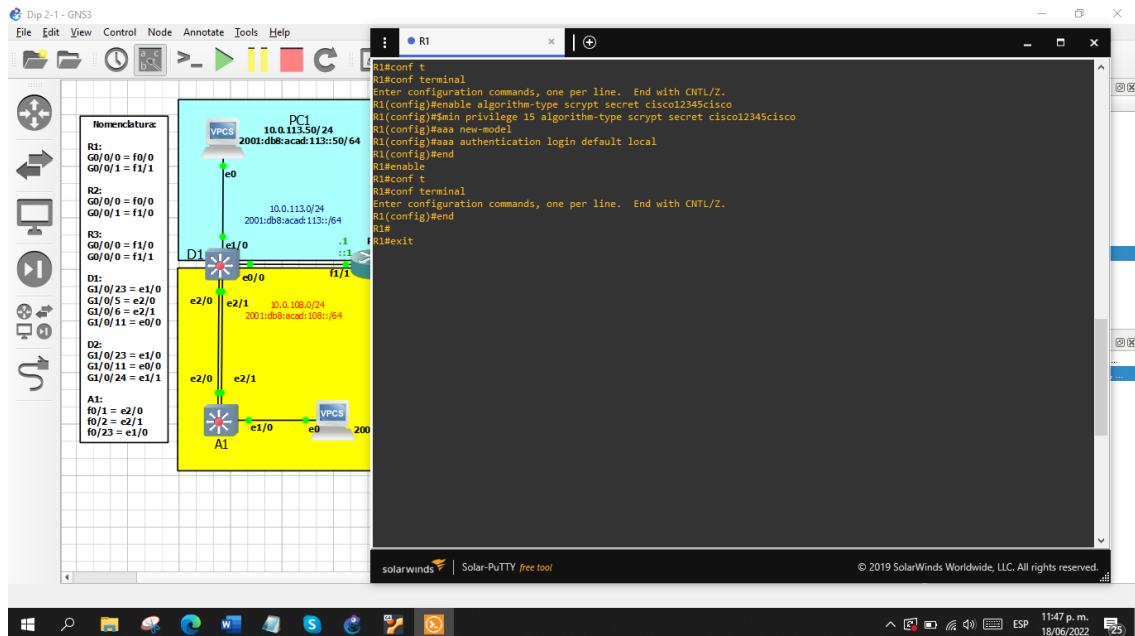 Dip 2-1 - GNS3
File Edit View Control Node Annotate Tools Help
R1
R1#conf t
R1#conf terminal
Enter configuration commands, one per line. End with CNTL/Z.
R1(config)#enable algorithm-type scrypt secret cisco12345cisco
R1(config)#$min privilege 15 algorithm-type scrypt secret cisco12345cisco
R1(config)#aaa new-model
R1(config)#aaa authentication login default local
R1(config)#end
R1#enable
R1#conf t
R1#conf terminal
Enter configuration commands, one per line. End with CNTL/Z.
R1(config)#end
R1#
R1#exit
Nomenclatura:
R1:
G0/0/0 = f0/0
G0/0/1 = f1/1
R2:
G0/0/0 = f0/0
G0/0/1 = f1/0
R3:
G0/0/0 = f1/0
G0/0/1 = f1/1
D1:
G1/0/23 = e1/0
G1/0/5 = e2/0
G1/0/6 = e2/1
G1/0/11 = e0/0
D2:
G1/0/23 = e1/0
G1/0/11 = e0/0
G1/0/24 = e1/1
A1:
f0/1 = e2/0
f0/2 = e2/1
f0/23 = e1/0
VPCS
PC1
10.0.113.50/24
2001:db8:acad:113::50/64
e0
10.0.113.0/24
2001:db8:acad:113::/64
D1
e1/0
.1
::1
e0/0
f1/1
e2/0
e2/1
10.0.108.0/24
2001:db8:acad:108::/64
e2/0
e2/1
A1
e1/0
e0
VPCS
200
solarwinds Solar-PuTTY free tool
© 2019 SolarWinds Worldwide, LLC. All rights reserved.
ESP
11:47 p. m.
18/06/2022
25